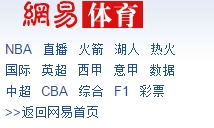 網易 体育
NBA 直播 火箭 湖人 热火
国际 英超 西甲 意甲 数据
中超 CBA 综合 F1 彩票
>>返回网易首页